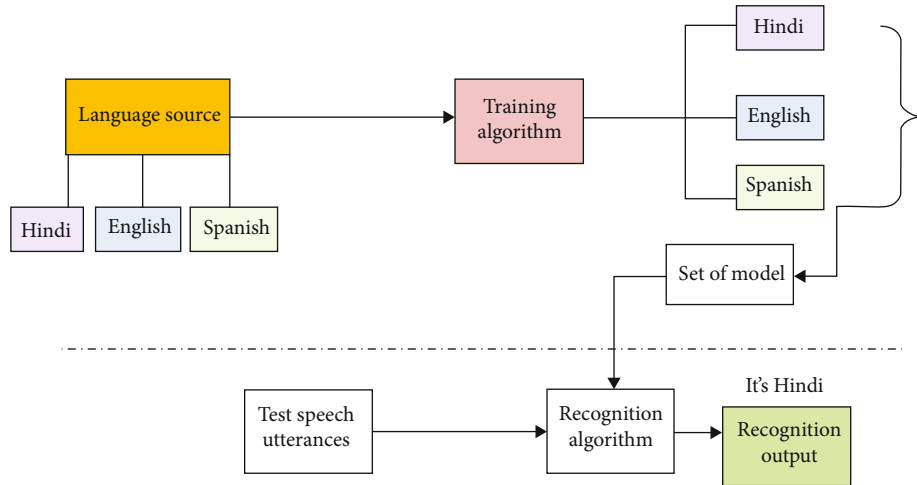 Language source
Hindi
English
Spanish
Training
algorithm
Hindi
English
Spanish
Set of model
Test speech
utterances
Recognition
algorithm
It's Hindi
Recognition
output